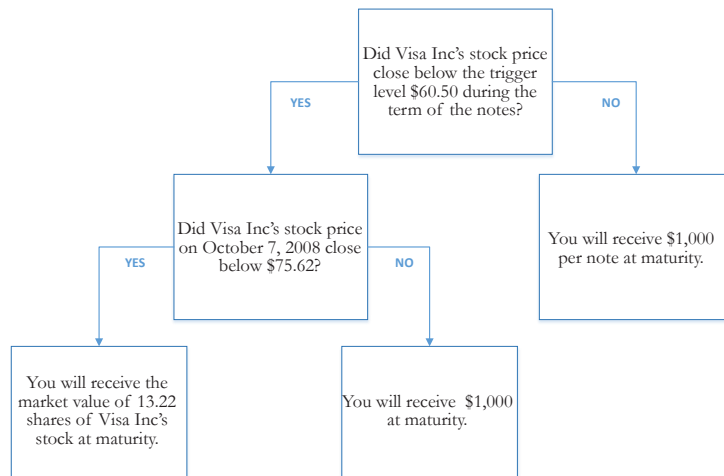 Did Visa Inc's stock price
close below the trigger
level $60.50 during the
term of the notes?
YES
NO
Did Visa Inc's stock price
on October 7, 2008 close
below $75.62?
You will receive $1,000
per note at maturity.
YES
NO
You will receive the
market value of 13.22
shares of Visa Inc's
stock at maturity.
You will receive $1,000
at maturity.